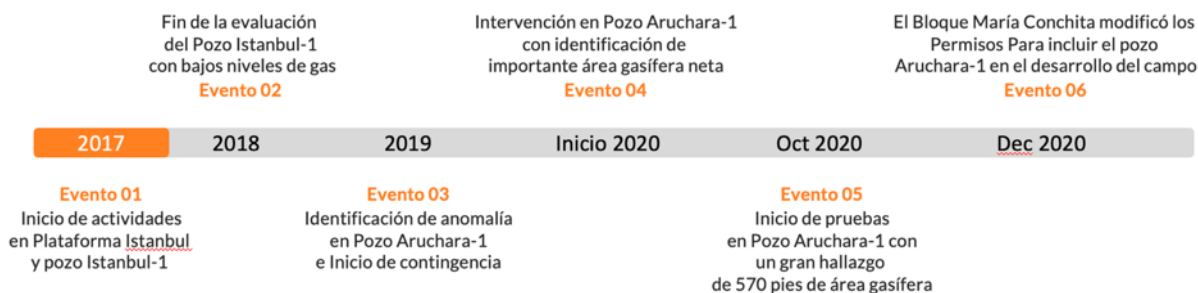 Fin de la evaluación
del Pozo Istanbul-1
con bajos niveles de gas
Evento 02
Intervención en Pozo Aruchara-1
con identificación de
importante área gasífera neta
Evento 04
El Bloque María Conchita modificó los
Permisos Para incluir el pozo
Aruchara-1 en el desarrollo del campo
Evento 06
2017
2018
2019
Inicio 2020
Oct 2020
Dec 2020
Evento 01
Inicio de actividades
en Plataforma Istanbul
y pozo Istanbul-1
Evento 03
Identificación de anomalía
en Pozo Aruchara-1
e Inicio de contingencia
Evento 05
Inicio de pruebas
en Pozo Aruchara-1 con
un gran hallazgo
de 570 pies de área gasífera